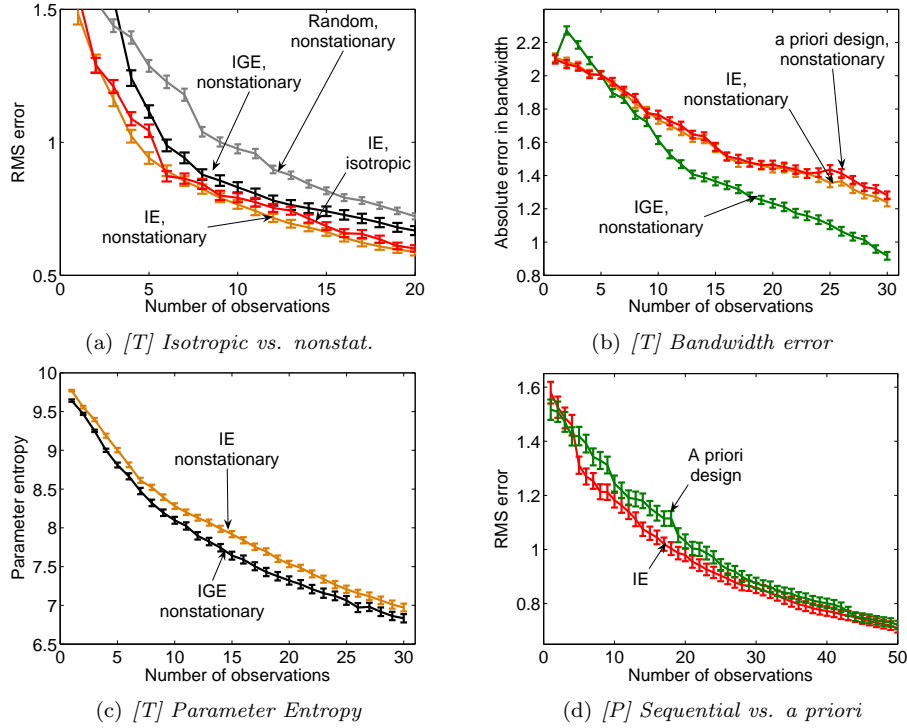 1.5
1
0.5
RMS error
0
5
10
15
20
Number of observations
Random,
nonstationary
IGE,
nonstationary
IE,
isotropic
IE,
nonstationary
(a) [T] Isotropic vs. nonstat.
2.2
2
1.8
1.6
1.4
1.2
1
0.8
Absolute error in bandwidth
0
5
10
15
20
25
30
Number of observations
a priori design,
nonstationary
IE,
nonstationary
IGE,
nonstationary
(b) [T] Bandwidth error
10
9.5
9
8.5
8
7.5
7
6.5
Parameter entropy
0
5
10
15
20
25
30
Number of observations
IE
nonstationary
IGE
nonstationary
(c) [T] Parameter Entropy
1.6
1.4
1.2
1.0
0.8
RMS error
0
10
20
30
40
50
Number of observations
A priori
design
IE
(d) [P] Sequential vs. a priori